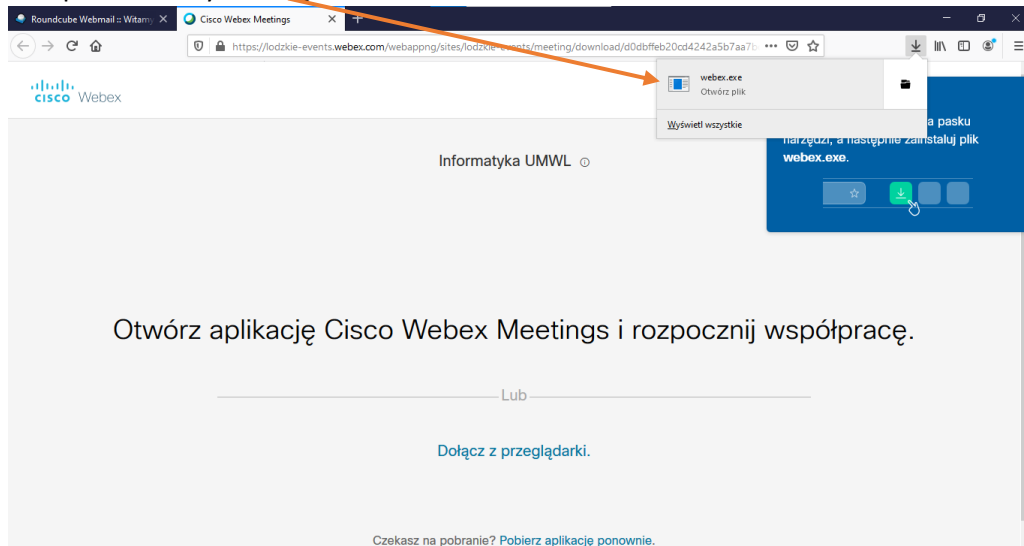 Roundcube Webmail :: Witamy
Cisco Webex Meetings
https://lodzkie-events.webex.com/webappng/sites/lodzkie-events/meeting/download/d0dbffeb20cd4242a5b7aa7b
webex.exe
Otwórz plik
Wyświetl wszystkie
cisco Webex
a pasku
narzędzi, a następnie zainstaluj plik
webex.exe.
Informatyka UMWL
Otwórz aplikację Cisco Webex Meetings i rozpocznij współpracę.
Lub
Dołącz z przeglądarki.
Czekasz na pobranie? Pobierz aplikację ponownie.